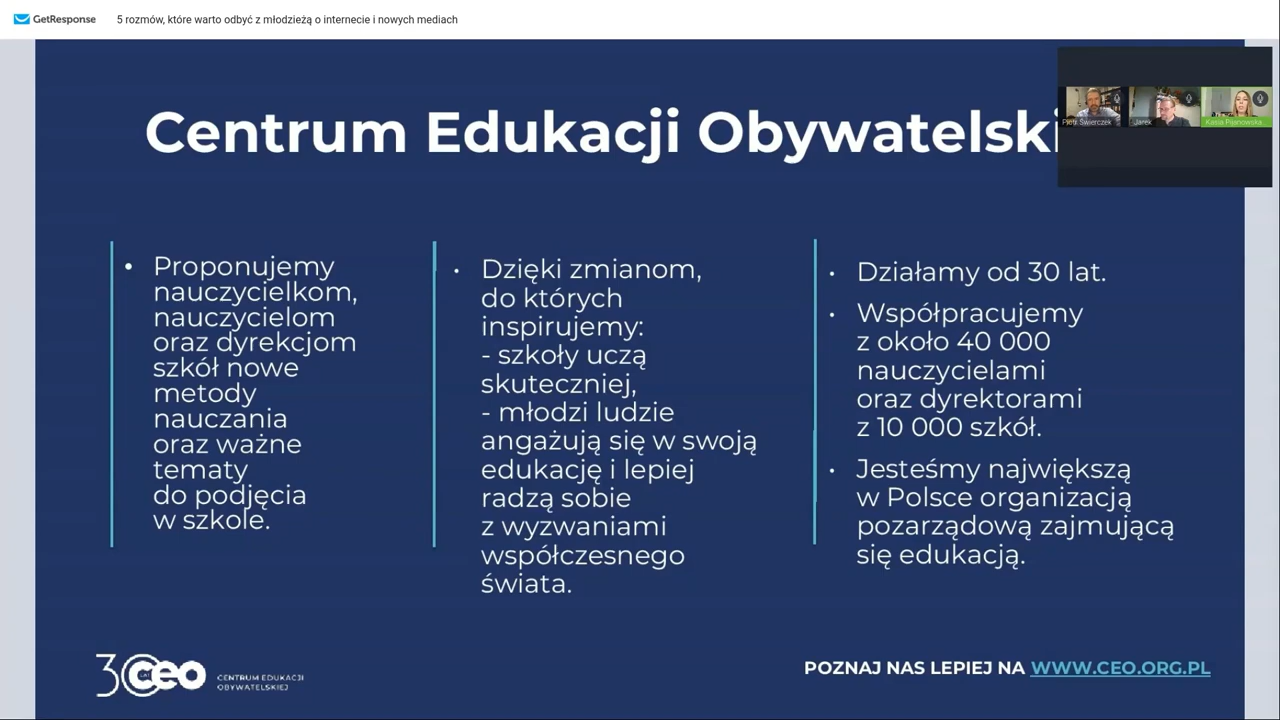 GetResponse
5 rozmów, które warto odbyć z młodzieżą o internecie i nowych mediach
Centrum Edukacji Obywatelski
Piotr Świerczek
Jarek
Kasia Pijanowska
• Proponujemy
nauczycielkom,
nauczycielom
oraz dyrekcjom
szkół nowe
metody
nauczania
oraz ważne
tematy
do podjęcia
w szkole.
• Dzięki zmianom,
do których
inspirujemy:
- szkoły uczą
skuteczniej,
- młodzi ludzie
angażują się w swoją
edukację i lepiej
radzą sobie
z wyzwaniami
współczesnego
świata.
• Działamy od 30 lat.
• Współpracujemy
z około 40 000
nauczycielami
oraz dyrektorami
z 10 000 szkół.
• Jesteśmy największą
w Polsce organizacją
pozarządową zajmującą
się edukacją.
30 ceo
CENTRUM EDUKACJI
OBYWATELSKIEJ
POZNAJ NAS LEPIEJ NA WWW.CEO.ORG.PL